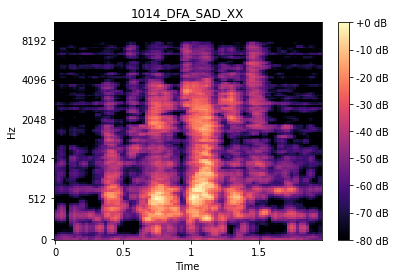 1014_DFA_SAD_XX
+0 dB
8192
-10 dB
4096
-20 dB
-30 dB
2048
Hz
-40 dB
1024
-50 dB
512
-60 dB
-70 dB
0
-80 dB
0
0.5
1
1.5
Time